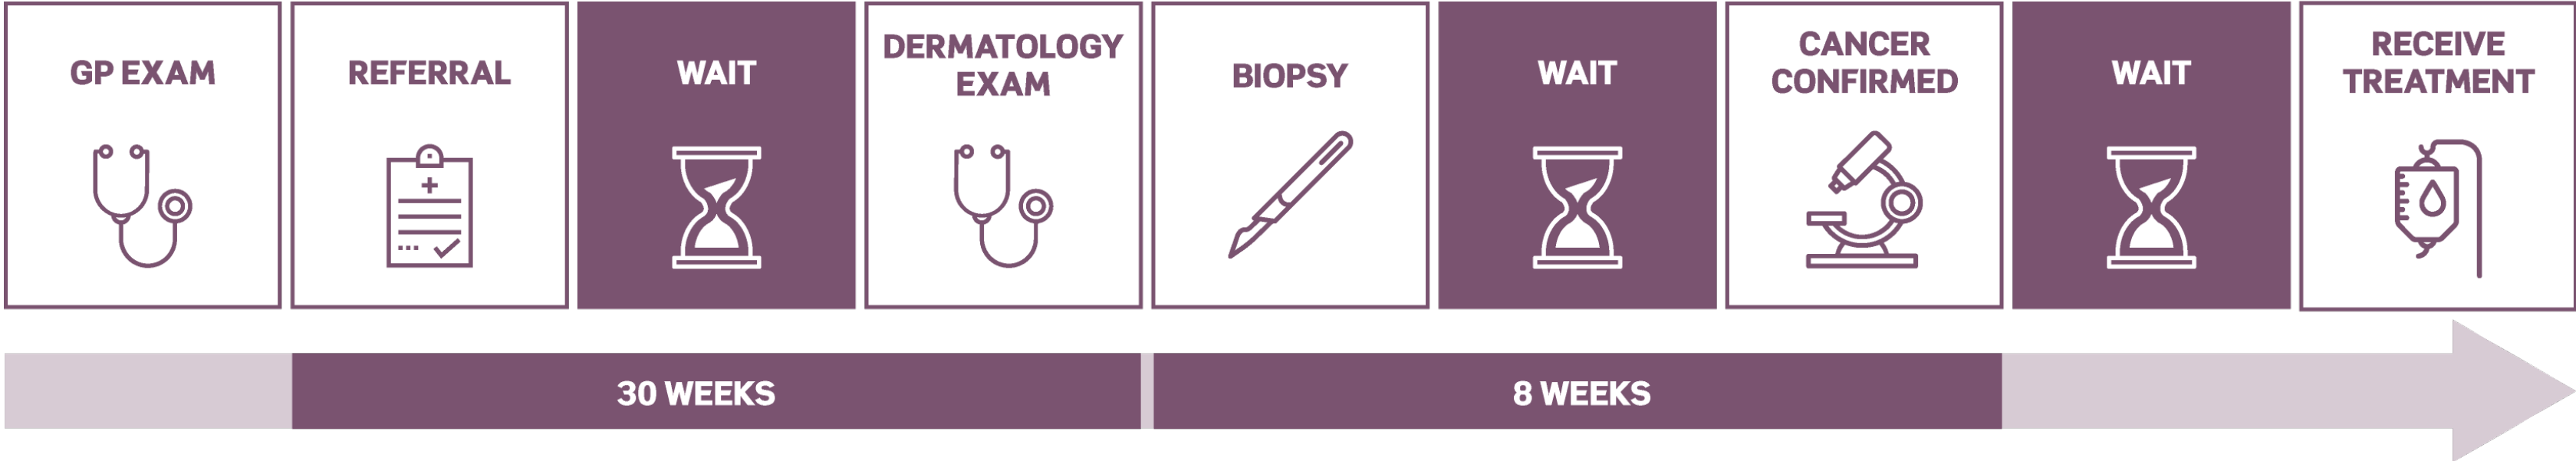 GP EXAM
REFERRAL
WAIT
DERMATOLOGY
EXAM
BIOPSY
WAIT
CANCER
CONFIRMED
WAIT
RECEIVE
TREATMENT
30 WEEKS
8 WEEKS